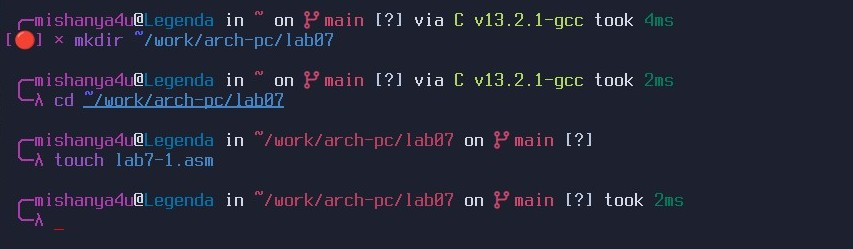 mishanya4u@Legenda in ~ on main [?] via C v13.2.1-gcc took 4ms
[🔴] × mkdir ~/work/arch-pc/lab07
mishanya4u@Legenda in ~ on main [?] via C v13.2.1-gcc took 2ms
λ cd ~/work/arch-pc/lab07
mishanya4u@Legenda in ~/work/arch-pc/lab07 on main [?]
λ touch lab7-1.asm
mishanya4u@Legenda in ~/work/arch-pc/lab07 on main [?] took 2ms
λ _